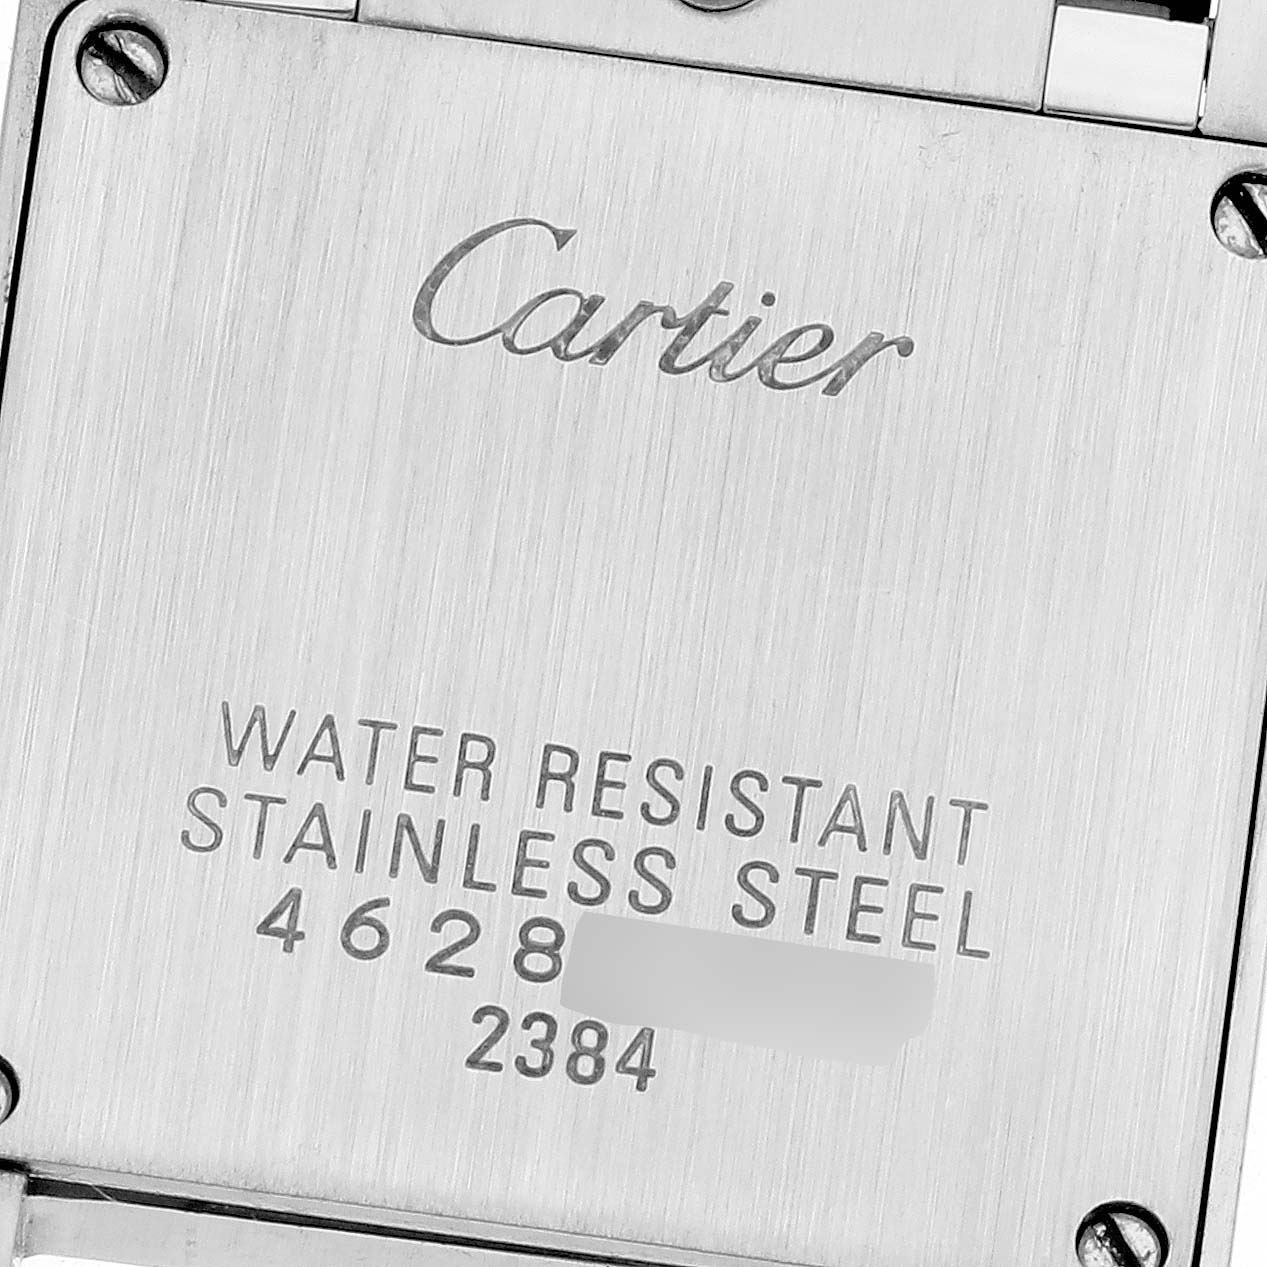 Cartier
WATER RESISTANT
STAINLESS STEEL
4628
2384